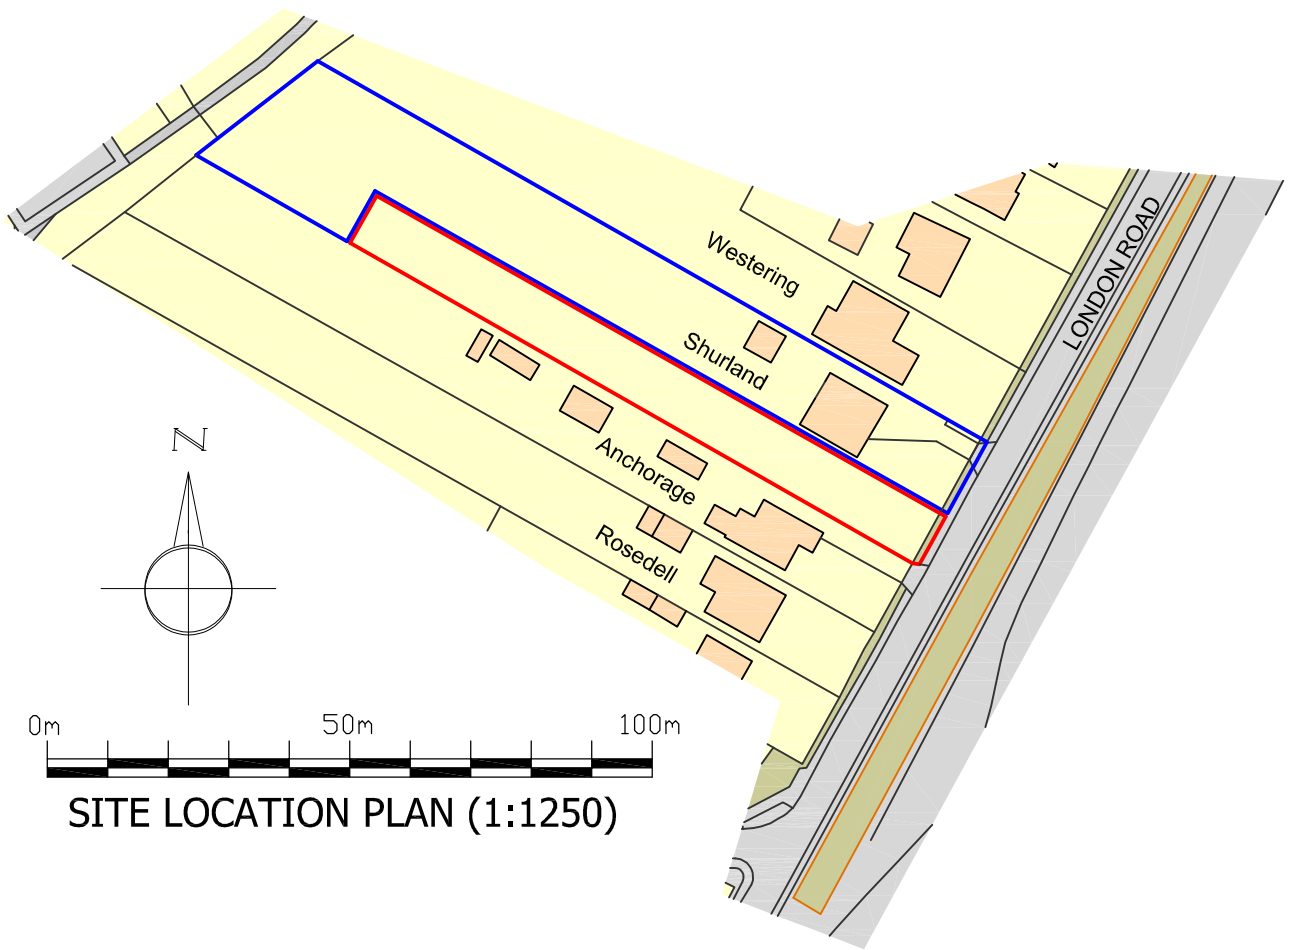 LONDON ROAD
Westering
Shurland
Anchorage
Rosedell
N
0m 50m 100m
SITE LOCATION PLAN (1:1250)